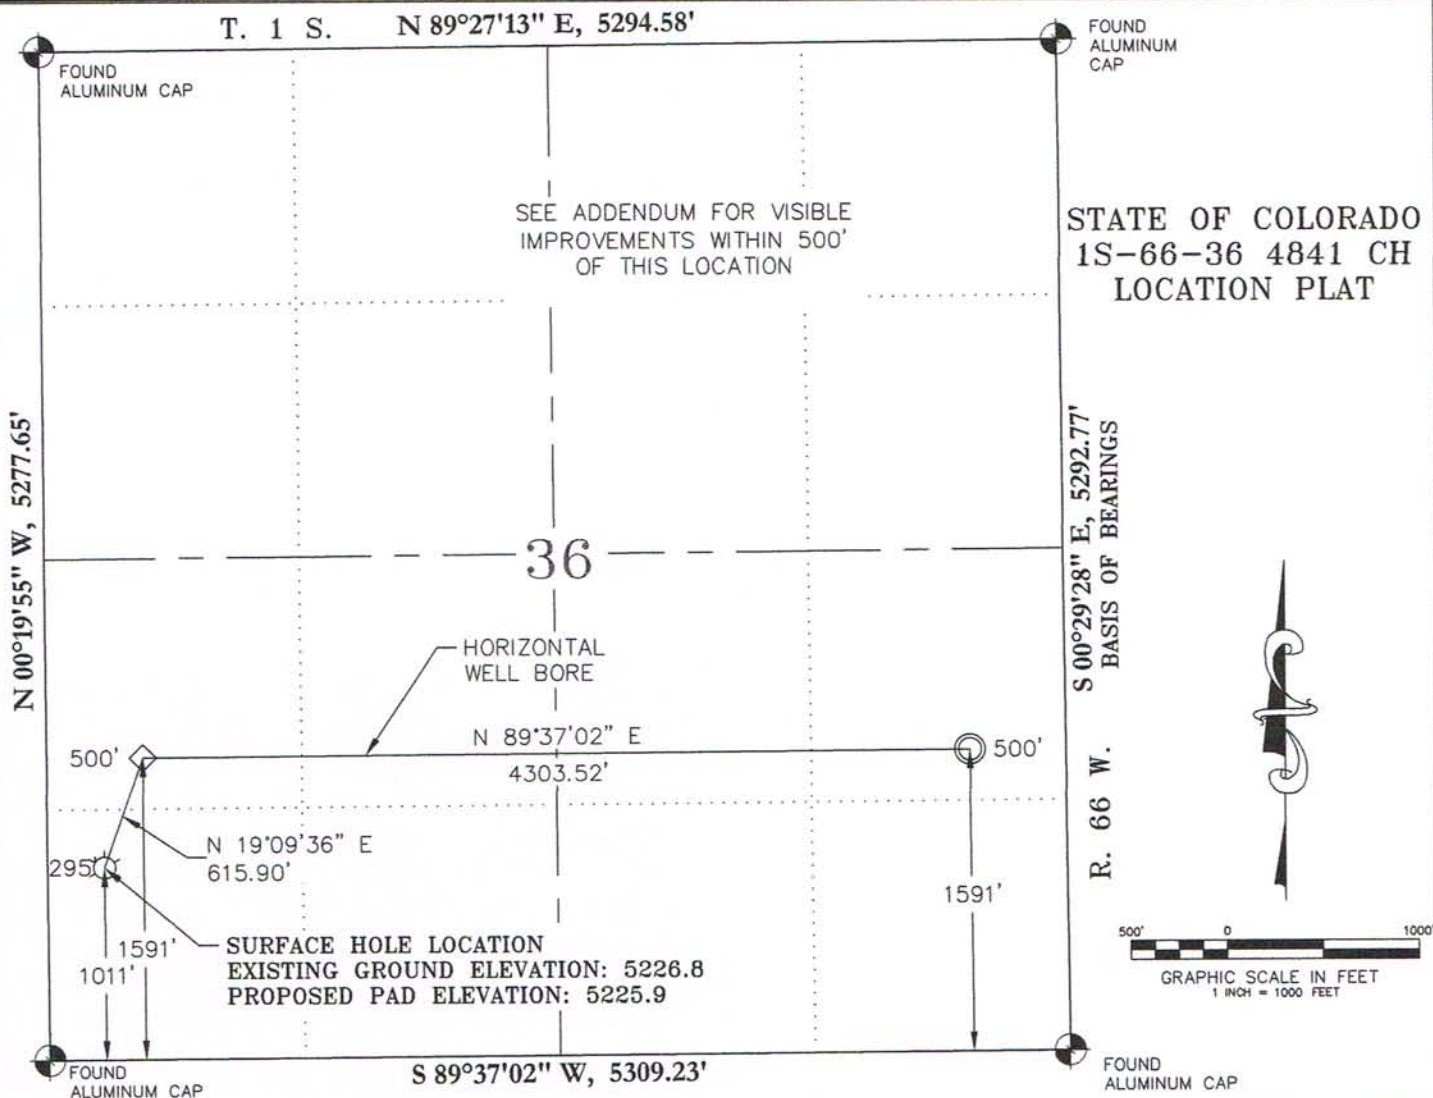 T. 1 S. N 89°27'13" E, 5294.58'
FOUND
ALUMINUM CAP
FOUND
ALUMINUM
CAP
SEE ADDENDUM FOR VISIBLE
IMPROVEMENTS WITHIN 500'
OF THIS LOCATION
STATE OF COLORADO
1S-66-36 4841 CH
LOCATION PLAT
N 00°19'55" W, 5277.65'
S 00°29'28" E, 5292.77'
BASIS OF BEARINGS
R. 66 W.
36
HORIZONTAL
WELL BORE
500'
N 89°37'02" E
4303.52'
500'
N 19°09'36" E
615.90'
295'
1591'
1011'
1591'
SURFACE HOLE LOCATION
EXISTING GROUND ELEVATION: 5226.8
PROPOSED PAD ELEVATION: 5225.9
500' 0 1000'
GRAPHIC SCALE IN FEET
1 INCH = 1000 FEET
FOUND
ALUMINUM CAP
S 89°37'02" W, 5309.23'
FOUND
ALUMINUM CAP